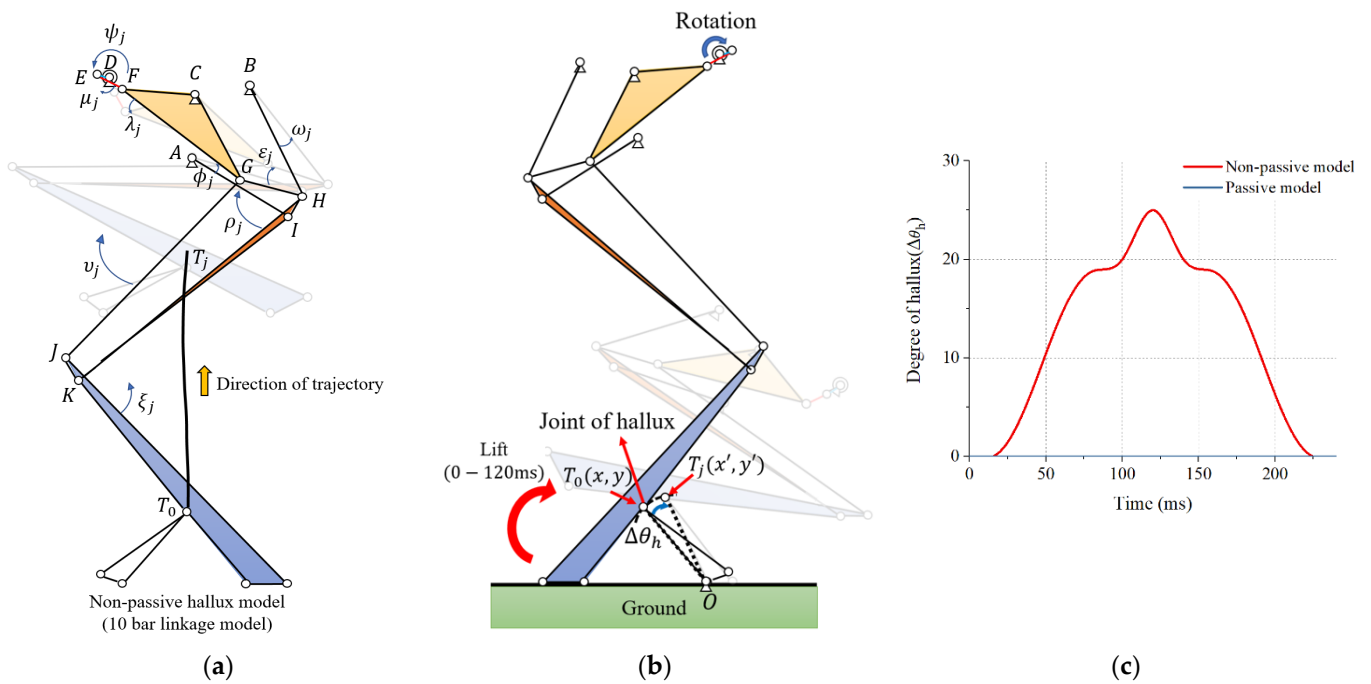 ψⱼ
E
D
F
C
B
μⱼ
λⱼ
ωⱼ
A
G
εⱼ
ϕⱼ
H
ρⱼ
I
υⱼ
Tⱼ
J
K
Direction of trajectory
ξⱼ
T₀
Non-passive hallux model
(10 bar linkage model)
(a)
Rotation
Joint of hallux
Lift
(0 − 120ms)
T₀(x, y)
Tⱼ(x′, y′)
Δθₕ
Ground
O
(b)
Non-passive model
Passive model
Degree of hallux(Δθₕ)
30
20
10
0
50
100
150
200
Time (ms)
(c)